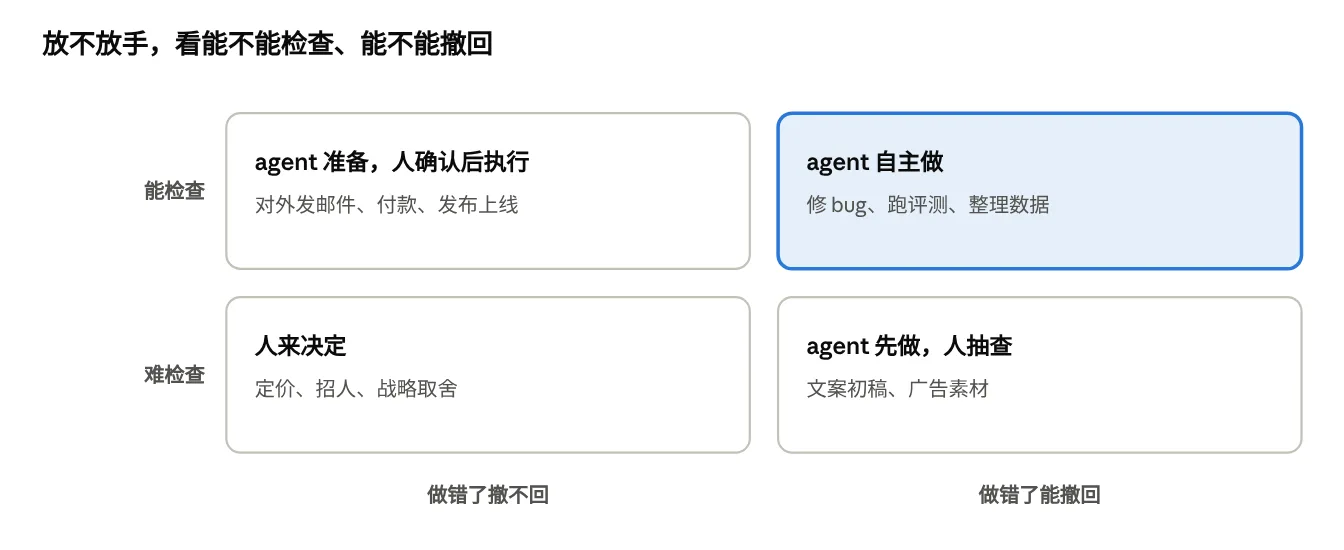 放不放手，看能不能检查、能不能撤回
能检查
agent 准备，人确认后执行
对外发邮件、付款、发布上线
agent 自主做
修 bug、跑评测、整理数据
难检查
人来决定
定价、招人、战略取舍
agent 先做，人抽查
文案初稿、广告素材
做错了撤不回
做错了能撤回